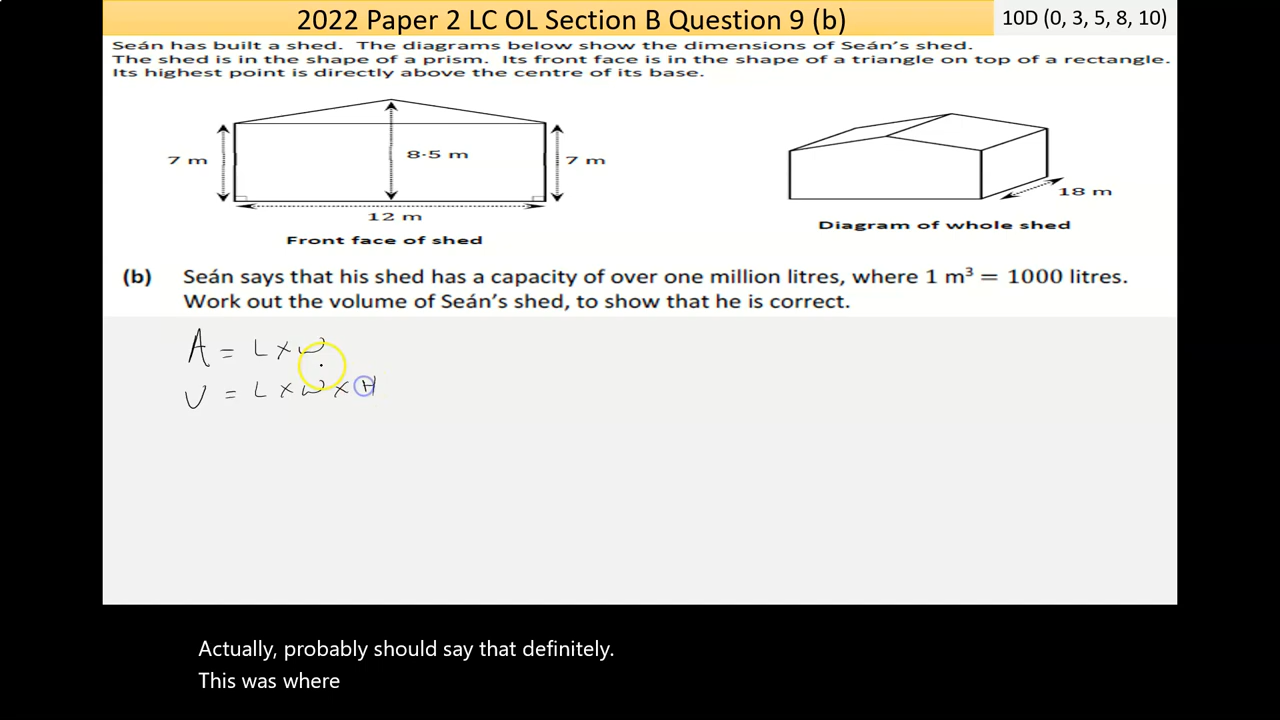 2022 Paper 2 LC OL Section B Question 9 (b)
10D (0, 3, 5, 8, 10)
Seán has built a shed. The diagrams below show the dimensions of Seán's shed.
The shed is in the shape of a prism. Its front face is in the shape of a triangle on top of a rectangle.
Its highest point is directly above the centre of its base.
7 m
8·5 m
7 m
12 m
Front face of shed
18 m
Diagram of whole shed
(b) Seán says that his shed has a capacity of over one million litres, where 1 m³ = 1000 litres.
Work out the volume of Seán's shed, to show that he is correct.
A = L × W
V = L × W × H
Actually, probably should say that definitely.
This was where